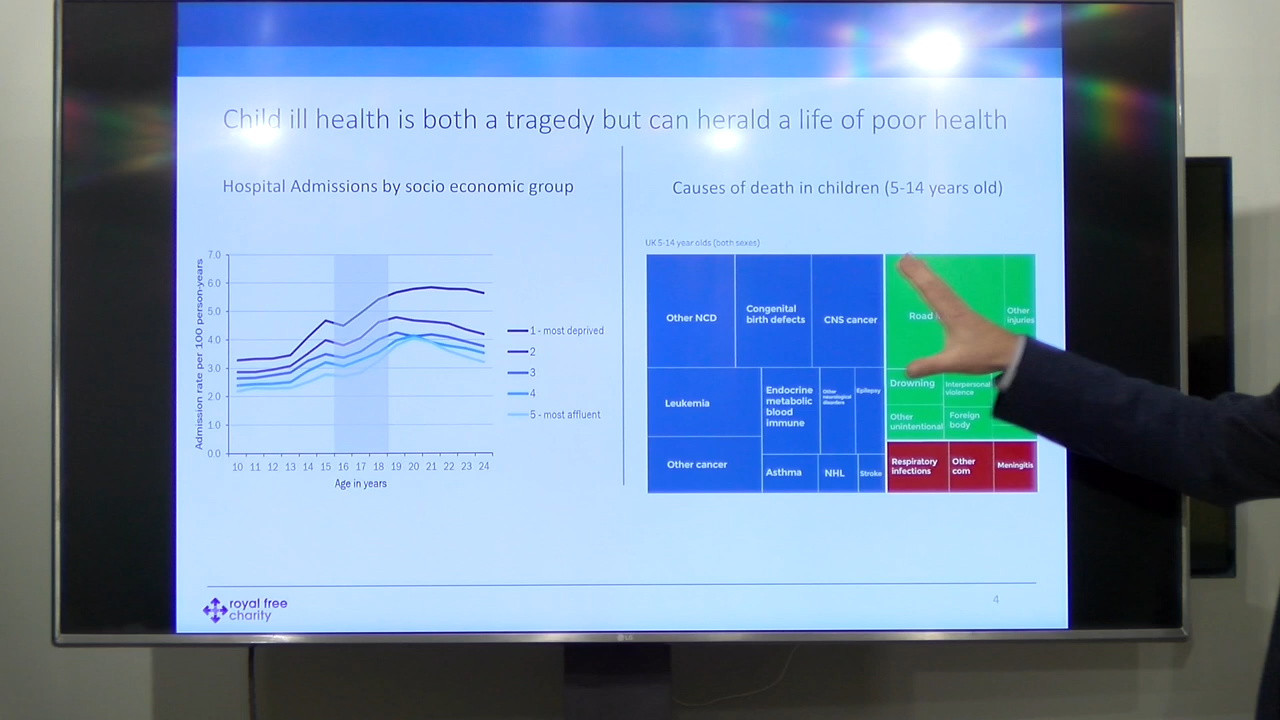 Child ill health is both a tragedy but can herald a life of poor health
Hospital Admissions by socio economic group
Admission rate per 100 person-years
7.0
6.0
5.0
4.0
3.0
2.0
1.0
0.0
10 11 12 13 14 15 16 17 18 19 20 21 22 23 24
Age in years
1 - most deprived
2
3
4
5 - most affluent
Causes of death in children (5-14 years old)
UK 5-14 year olds (both sexes)
Other NCD
Congenital
birth defects
CNS cancer
Leukemia
Other cancer
Endocrine
metabolic
blood
immune
Other
neurological
disorders
Epilepsy
Asthma
NHL
Stroke
Road
Other
injuries
Drowning
Interpersonal
violence
Other
unintentional
Foreign
body
Respiratory
infections
Other
com
Meningitis
royal free
charity
4
LG